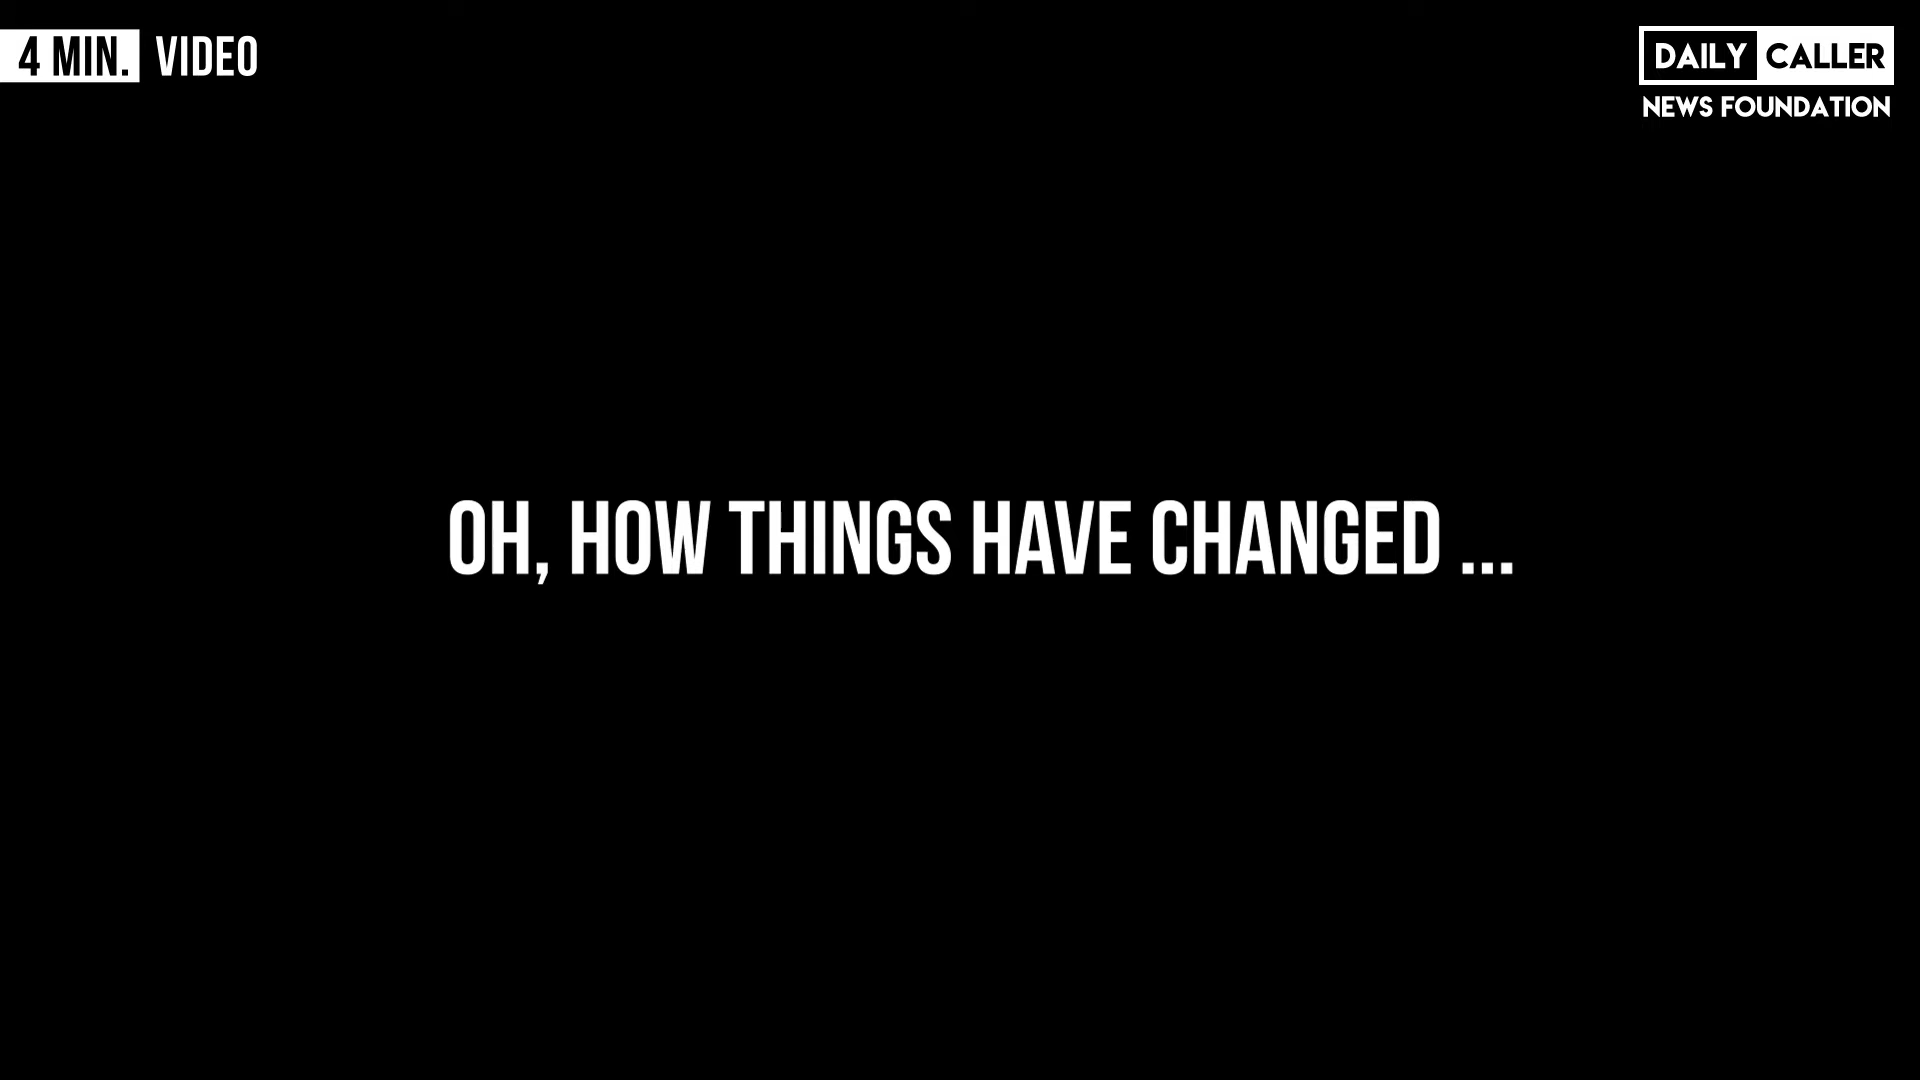 4 MIN. VIDEO
DAILY CALLER
NEWS FOUNDATION
OH, HOW THINGS HAVE CHANGED ...